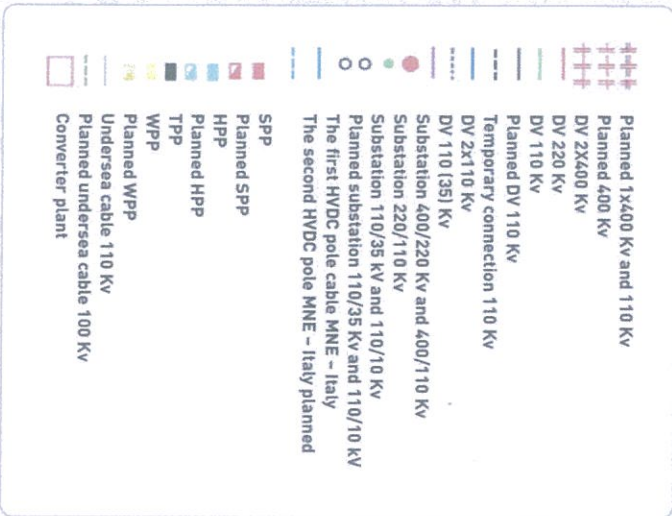 Planned 1x400 Kv and 110 Kv
Planned 400 Kv
DV 2X400 Kv
DV 220 Kv
DV 110 Kv
Planned DV 110 Kv
Temporary connection 110 Kv
DV 2x110 Kv
DV 110 (35) Kv
Substation 400/220 Kv and 400/110 Kv
Substation 220/110 Kv
Substation 110/35 kV and 110/10 Kv
Planned substation 110/35 Kv and 110/10 kV
The first HVDC pole cable MNE – Italy
The second HVDC pole MNE – Italy planned
SPP
Planned SPP
HPP
Planned HPP
TPP
WPP
Planned WPP
Undersea cable 110 Kv
Planned undersea cable 100 Kv
Converter plant